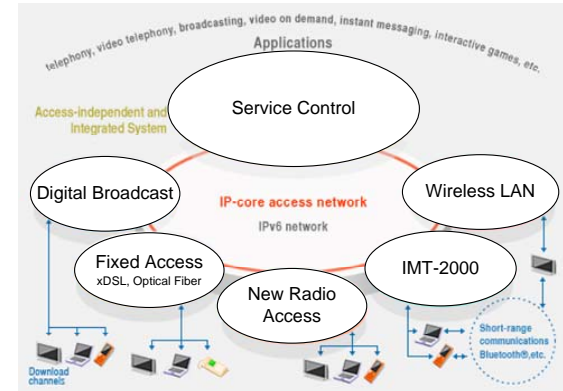 telephony, video telephony, broadcasting, video on demand, instant messaging, interactive games, etc.
Applications
Service Control
Access-independent and
Integrated System
Digital Broadcast
Wireless LAN
IP-core access network
IPv6 network
Fixed Access
xDSL, Optical Fiber
IMT-2000
New Radio
Access
Short-range
communications
Bluetooth®,etc.
Download
channels